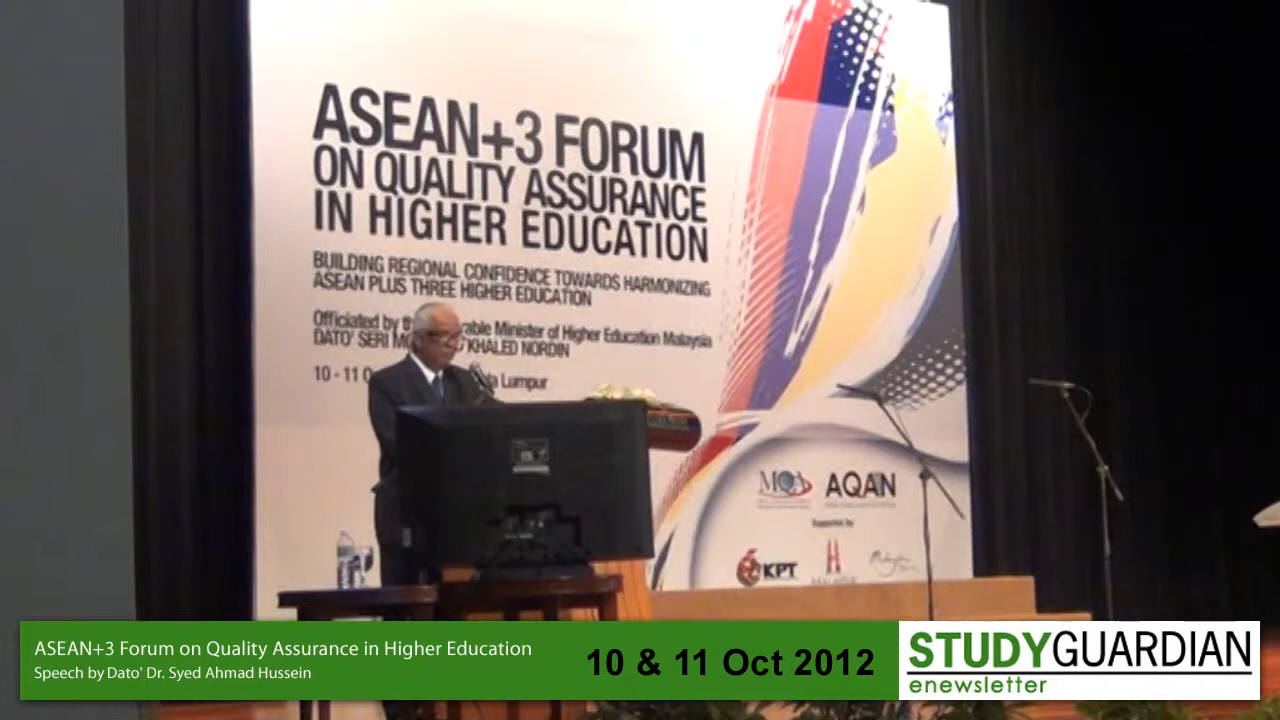 ASEAN+3 FORUM
ON QUALITY ASSURANCE
IN HIGHER EDUCATION
BUILDING REGIONAL CONFIDENCE TOWARDS HARMONIZING
ASEAN PLUS THREE HIGHER EDUCATION
Officiated by Minister of Higher Education Malaysia
DATO' SERI KHALED NORDIN
10 - 11 Lumpur
MQA AQAN
Supported by
KPT
ASEAN+3 Forum on Quality Assurance in Higher Education
Speech by Dato' Dr. Syed Ahmad Hussein
10 & 11 Oct 2012
STUDYGUARDIAN
enewsletter